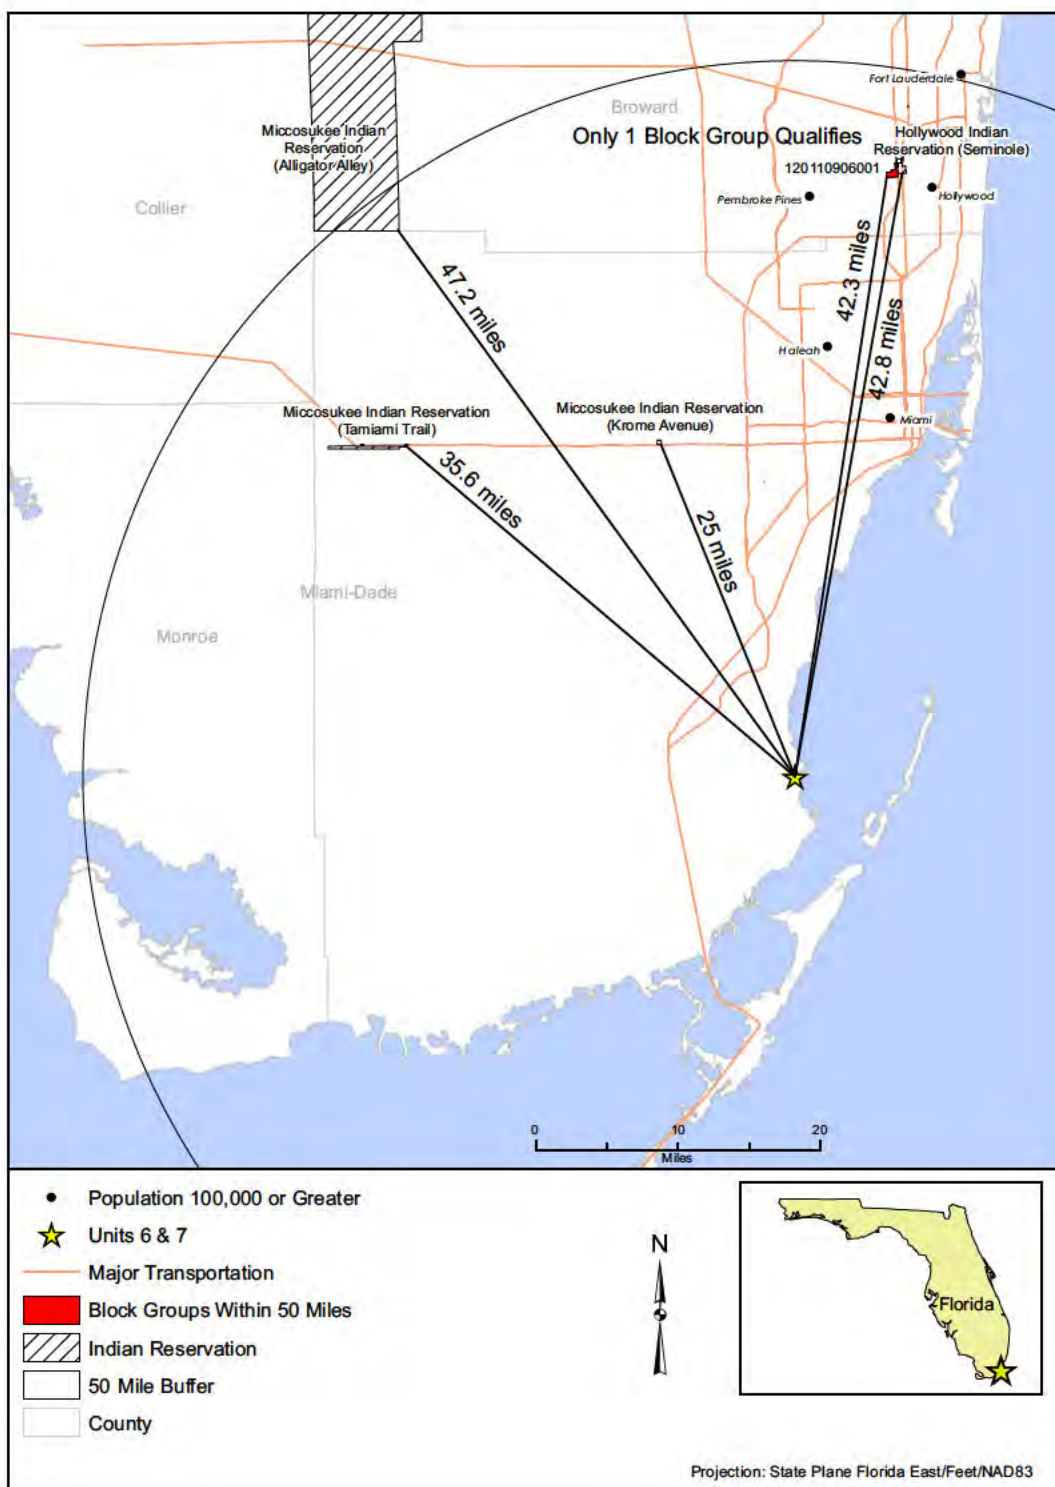 Fort Lauderdale
Broward
Miccosukee Indian
Reservation
(Alligator Alley)
Only 1 Block Group Qualifies
Hollywood Indian
Reservation (Seminole)
120110906001
Pembroke Pines
Hollywood
Collier
47.2 miles
42.3 miles
42.8 miles
Haleah
Miccosukee Indian Reservation
(Tamiami Trail)
Miccosukee Indian Reservation
(Krome Avenue)
Miami
35.6 miles
25 miles
Miami-Dade
Monroe
0 10 20
Miles
Population 100,000 or Greater
Units 6 & 7
Major Transportation
Block Groups Within 50 Miles
Indian Reservation
50 Mile Buffer
County
N
Florida
Projection: State Plane Florida East/Feet/NAD83